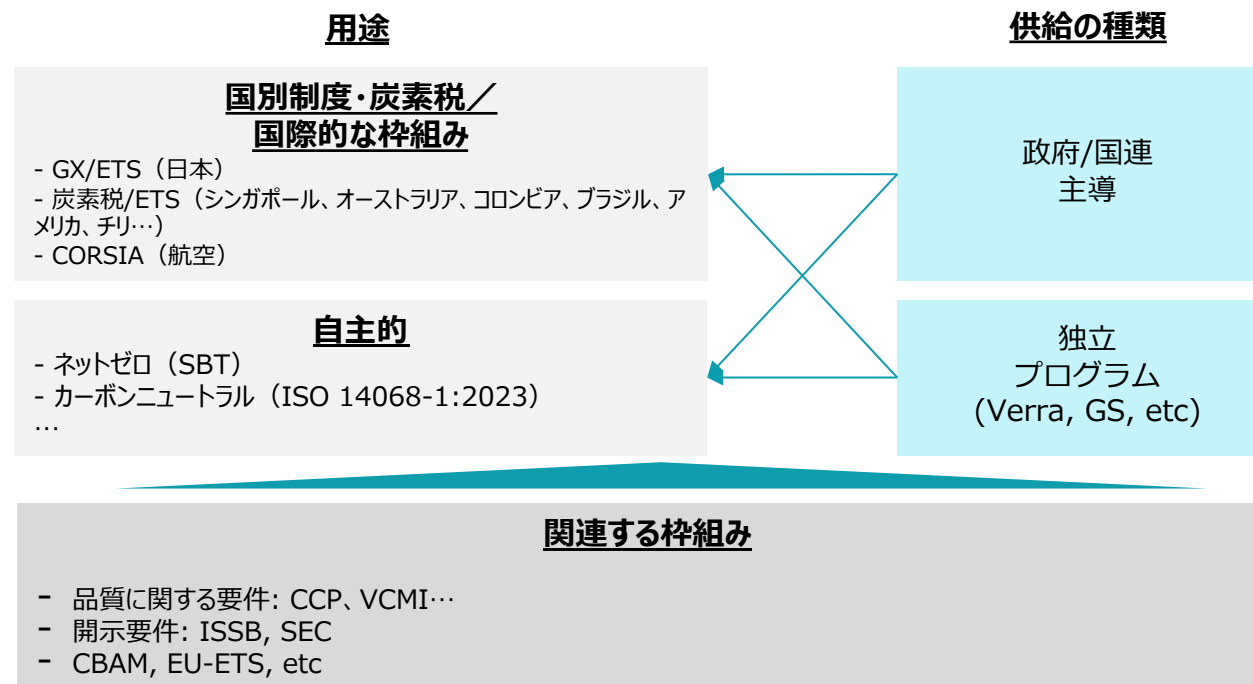 用途
供給の種類
国別制度・炭素税／
国際的な枠組み
- GX/ETS（日本）
- 炭素税/ETS（シンガポール、オーストラリア、コロンビア、ブラジル、ア
メリカ、チリ…）
- CORSIA（航空）
政府/国連
主導
自主的
- ネットゼロ（SBT）
- カーボンニュートラル（ISO 14068-1:2023）
…
独立
プログラム
(Verra, GS, etc)
関連する枠組み
- 品質に関する要件: CCP、VCMI…
- 開示要件: ISSB, SEC
- CBAM, EU-ETS, etc